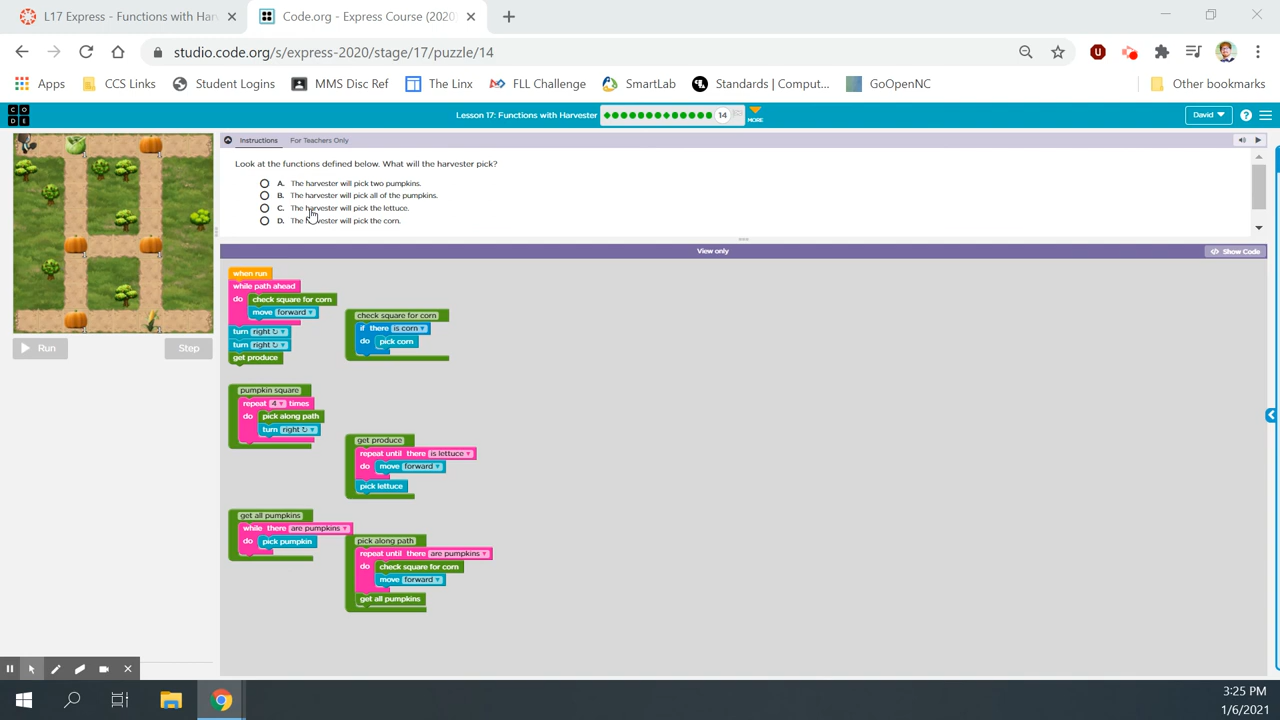 L17 Express - Functions with Har
Code.org - Express Course (2020)
studio.code.org/s/express-2020/stage/17/puzzle/14
Apps CCS Links Student Logins MMS Disc Ref The Linx FLL Challenge SmartLab Standards | Comput... GoOpenNC Other bookmarks
C O D E
Lesson 17: Functions with Harvester 14 MORE David
Instructions For Teachers Only
Look at the functions defined below. What will the harvester pick?
A. The harvester will pick two pumpkins.
B. The harvester will pick all of the pumpkins.
C. The harvester will pick the lettuce.
D. The harvester will pick the corn.
View only
Show Code
when run
while path ahead
do check square for corn
move forward
turn right
turn right
get produce
check square for corn
if there is corn
do pick corn
Run Step
pumpkin square
repeat 4 times
do pick along path
turn right
get produce
repeat until there is lettuce
do move forward
pick lettuce
get all pumpkins
while there are pumpkins
do pick pumpkin
pick along path
repeat until there are pumpkins
do check square for corn
move forward
get all pumpkins
3:25 PM
1/6/2021